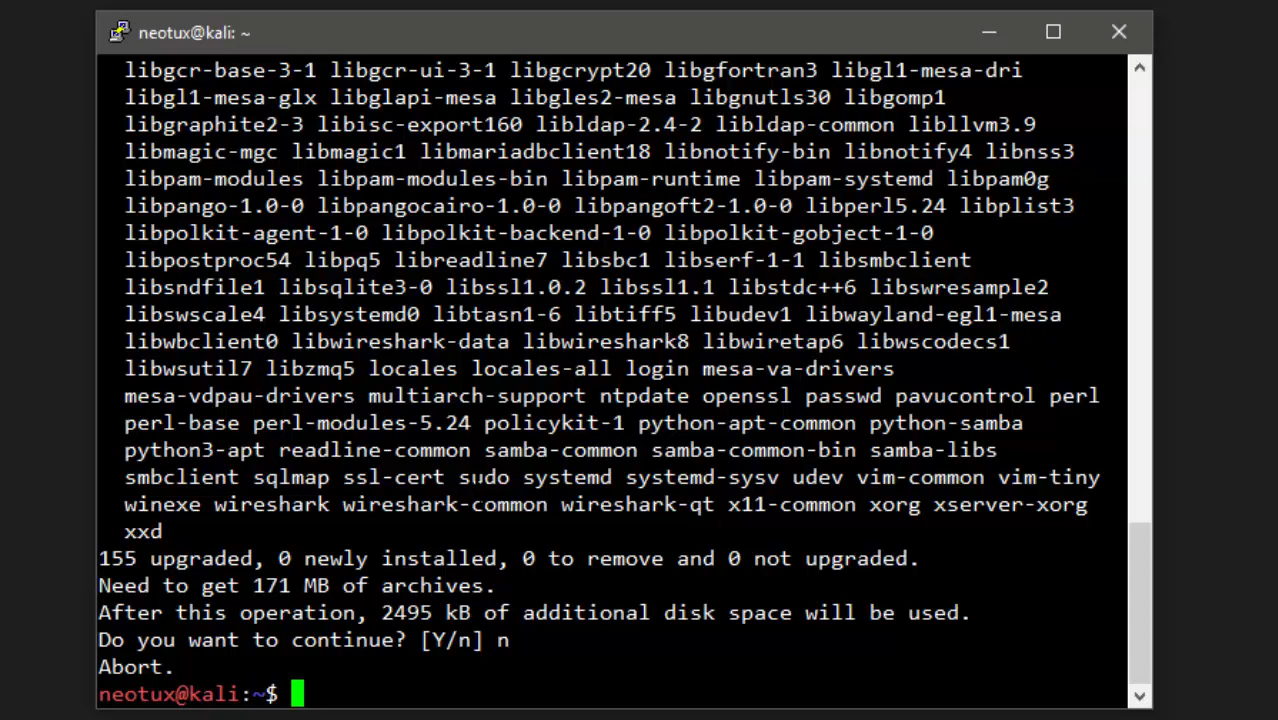 neotux@kali: ~
libgcr-base-3-1 libgcr-ui-3-1 libgcrypt20 libgfortran3 libgl1-mesa-dri
libgl1-mesa-glx libglapi-mesa libgles2-mesa libgnutls30 libgomp1
libgraphite2-3 libisc-export160 libldap-2.4-2 libldap-common libllvm3.9
libmagic-mgc libmagic1 libmariadbclient18 libnotify-bin libnotify4 libnss3
libpam-modules libpam-modules-bin libpam-runtime libpam-systemd libpam0g
libpango-1.0-0 libpangocairo-1.0-0 libpangoft2-1.0-0 libperl5.24 libplist3
libpolkit-agent-1-0 libpolkit-backend-1-0 libpolkit-gobject-1-0
libpostproc54 libpq5 libreadline7 libsbc1 libserf-1-1 libsmbclient
libsndfile1 libsqlite3-0 libssl1.0.2 libssl1.1 libstdc++6 libswresample2
libswscale4 libsystemd0 libtasn1-6 libtiff5 libudev1 libwayland-egl1-mesa
libwbclient0 libwireshark-data libwireshark8 libwiretap6 libwscodecs1
libwsutil7 libzmq5 locales locales-all login mesa-va-drivers
mesa-vdpau-drivers multiarch-support ntpdate openssl passwd pavucontrol perl
perl-base perl-modules-5.24 policykit-1 python-apt-common python-samba
python3-apt readline-common samba-common samba-common-bin samba-libs
smbclient sqlmap ssl-cert sudo systemd systemd-sysv udev vim-common vim-tiny
winexe wireshark wireshark-common wireshark-qt x11-common xorg xserver-xorg
xxd
155 upgraded, 0 newly installed, 0 to remove and 0 not upgraded.
Need to get 171 MB of archives.
After this operation, 2495 kB of additional disk space will be used.
Do you want to continue? [Y/n] n
Abort.
neotux@kali:~$